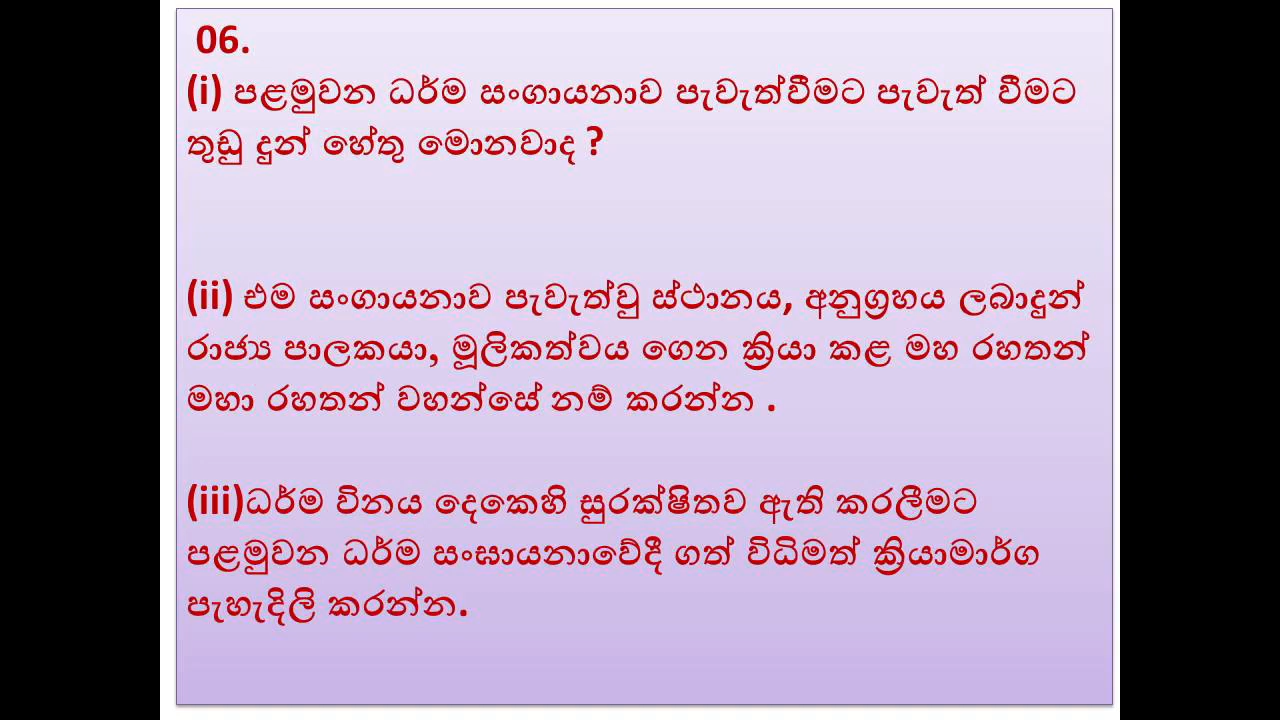 06.
(i) පළමුවන ධර්ම සංගායනාව පැවැත්වීමට පැවැත් වීමට
තුඩු දුන් හේතු මොනවාද ?
(ii) එම සංගායනාව පැවැත්වු ස්ථානය, අනුග්‍රහය ලබාදුන්
රාජ්‍ය පාලකයා, මූලිකත්වය ගෙන ක්‍රියා කළ මහ රහතන්
මහා රහතන් වහන්සේ නම් කරන්න .
(iii)ධර්ම විනය දෙකෙහි සුරක්ෂිතව ඇති කරලීමට
පළමුවන ධර්ම සංඝායනාවේදී ගත් විධිමත් ක්‍රියාමාර්ග
පැහැදිලි කරන්න.